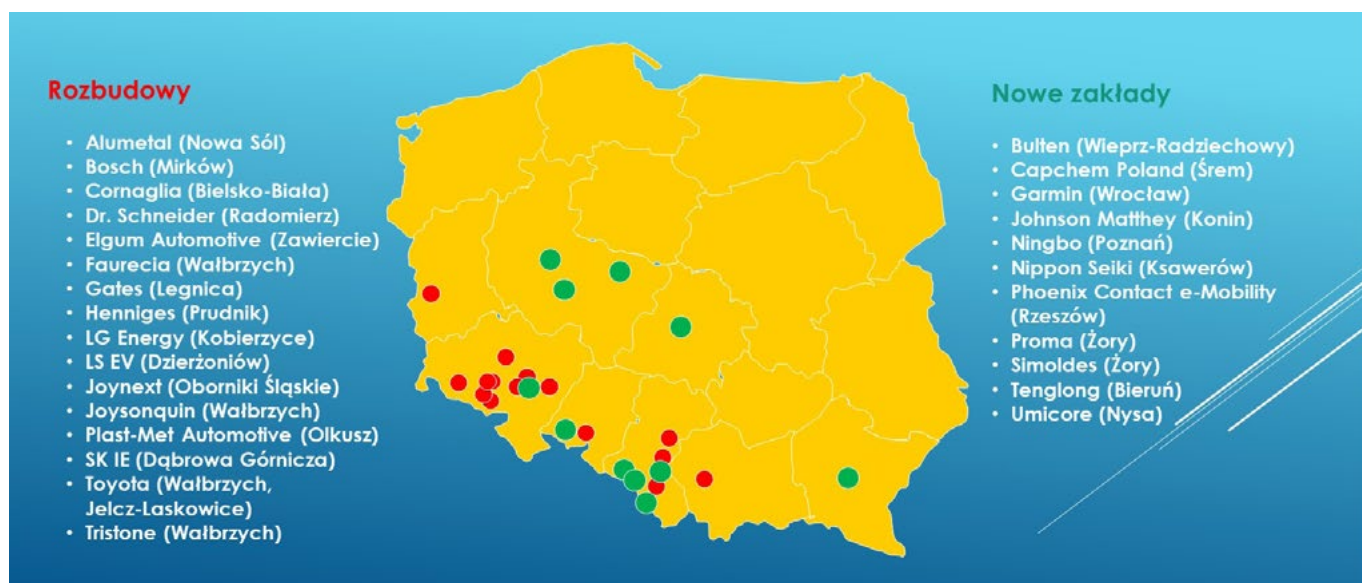 Rozbudowy
• Alumetal (Nowa Sól)
• Bosch (Mirków)
• Cornaglia (Bielsko-Biała)
• Dr. Schneider (Radomierz)
• Elgum Automotive (Zawiercie)
• Faurecia (Wałbrzych)
• Gates (Legnica)
• Henniges (Prudnik)
• LG Energy (Kobierzyce)
• LS EV (Dzierżoniów)
• Joynext (Oborniki Śląskie)
• Joysonquin (Wałbrzych)
• Plast-Met Automotive (Olkusz)
• SK IE (Dąbrowa Górnicza)
• Toyota (Wałbrzych,
Jelcz-Laskowice)
• Tristone (Wałbrzych)
Nowe zakłady
• Bulten (Wieprz-Radziechowy)
• Capchem Poland (Śrem)
• Garmin (Wrocław)
• Johnson Matthey (Konin)
• Ningbo (Poznań)
• Nippon Seiki (Ksawerów)
• Phoenix Contact e-Mobility
(Rzeszów)
• Proma (Żory)
• Simoldes (Żory)
• Tenglong (Bieruń)
• Umicore (Nysa)